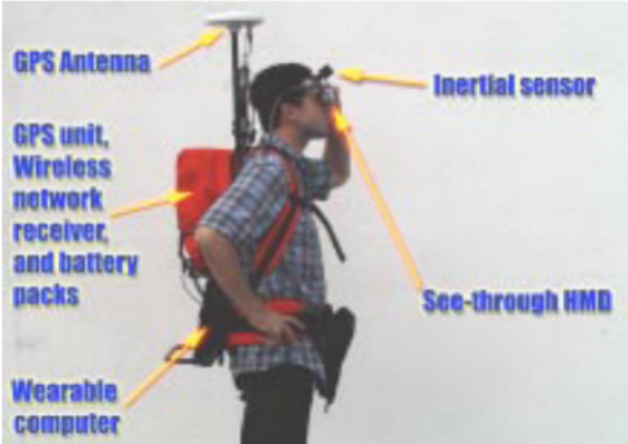 GPS Antenna
Inertial sensor
GPS unit,
Wireless
network
receiver,
and battery
packs
See-through HMD
Wearable
computer